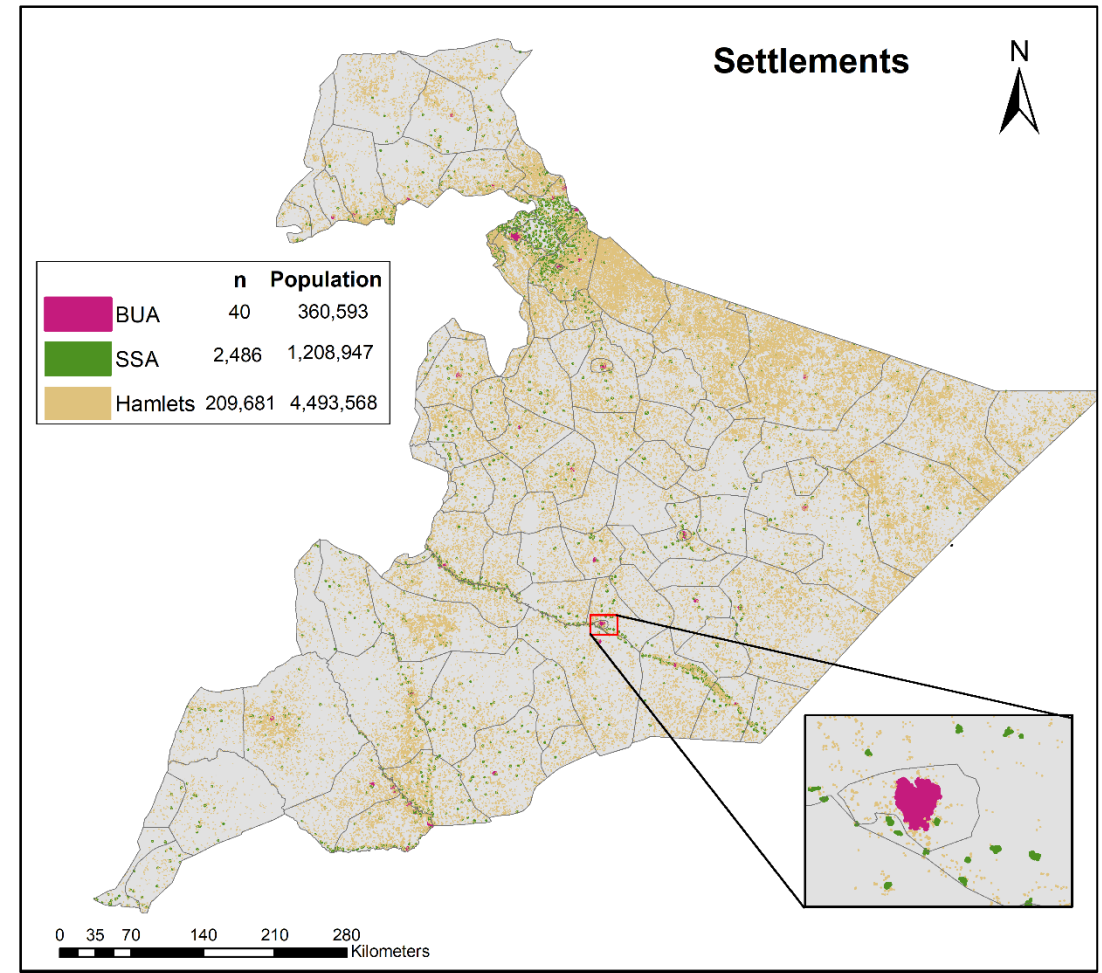 Settlements
N
n Population
BUA 40 360,593
SSA 2,486 1,208,947
Hamlets 209,681 4,493,568
0 35 70 140 210 280
Kilometers